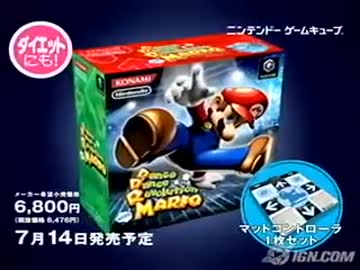 ダイエット
にも!
ニンテンドー ゲームキューブ™
KONAMI
Nintendo
Dance
Dance
Revolution
with
MARIO
メーカー希望小売価格
6,800円
(税抜価格 6,476円)
7月14日発売予定
マットコントローラ
1枚セット
IGN.COM